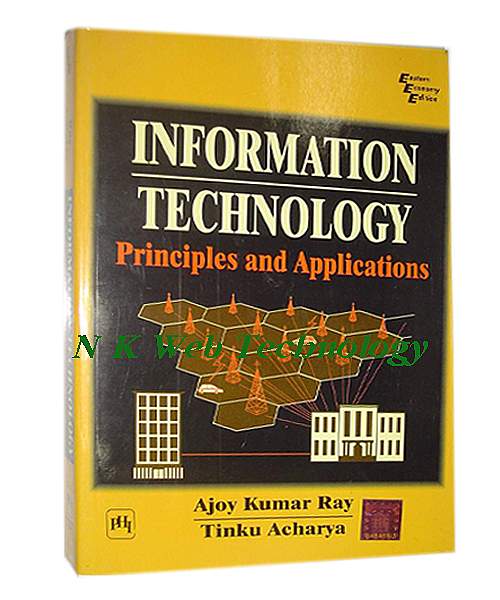 Eastern
Economy
Edition
INFORMATION
TECHNOLOGY
Principles and Applications
N K Web Technology
Ajoy Kumar Ray
Tinku Acharya
PHI